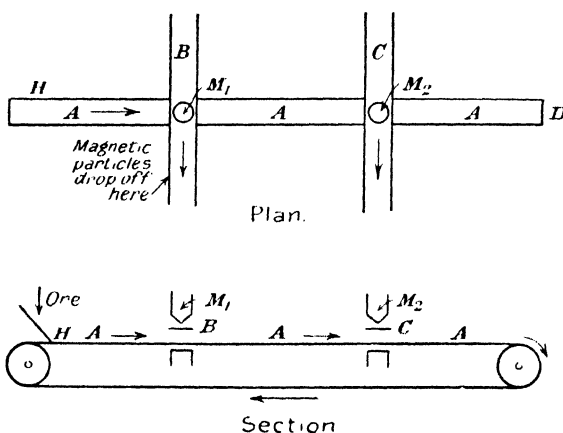 B
C
H
M1
M2
A
A
A
D
Magnetic
particles
drop off
here
Plan.
Ore
M1
M2
H
A
B
A
C
A
Section